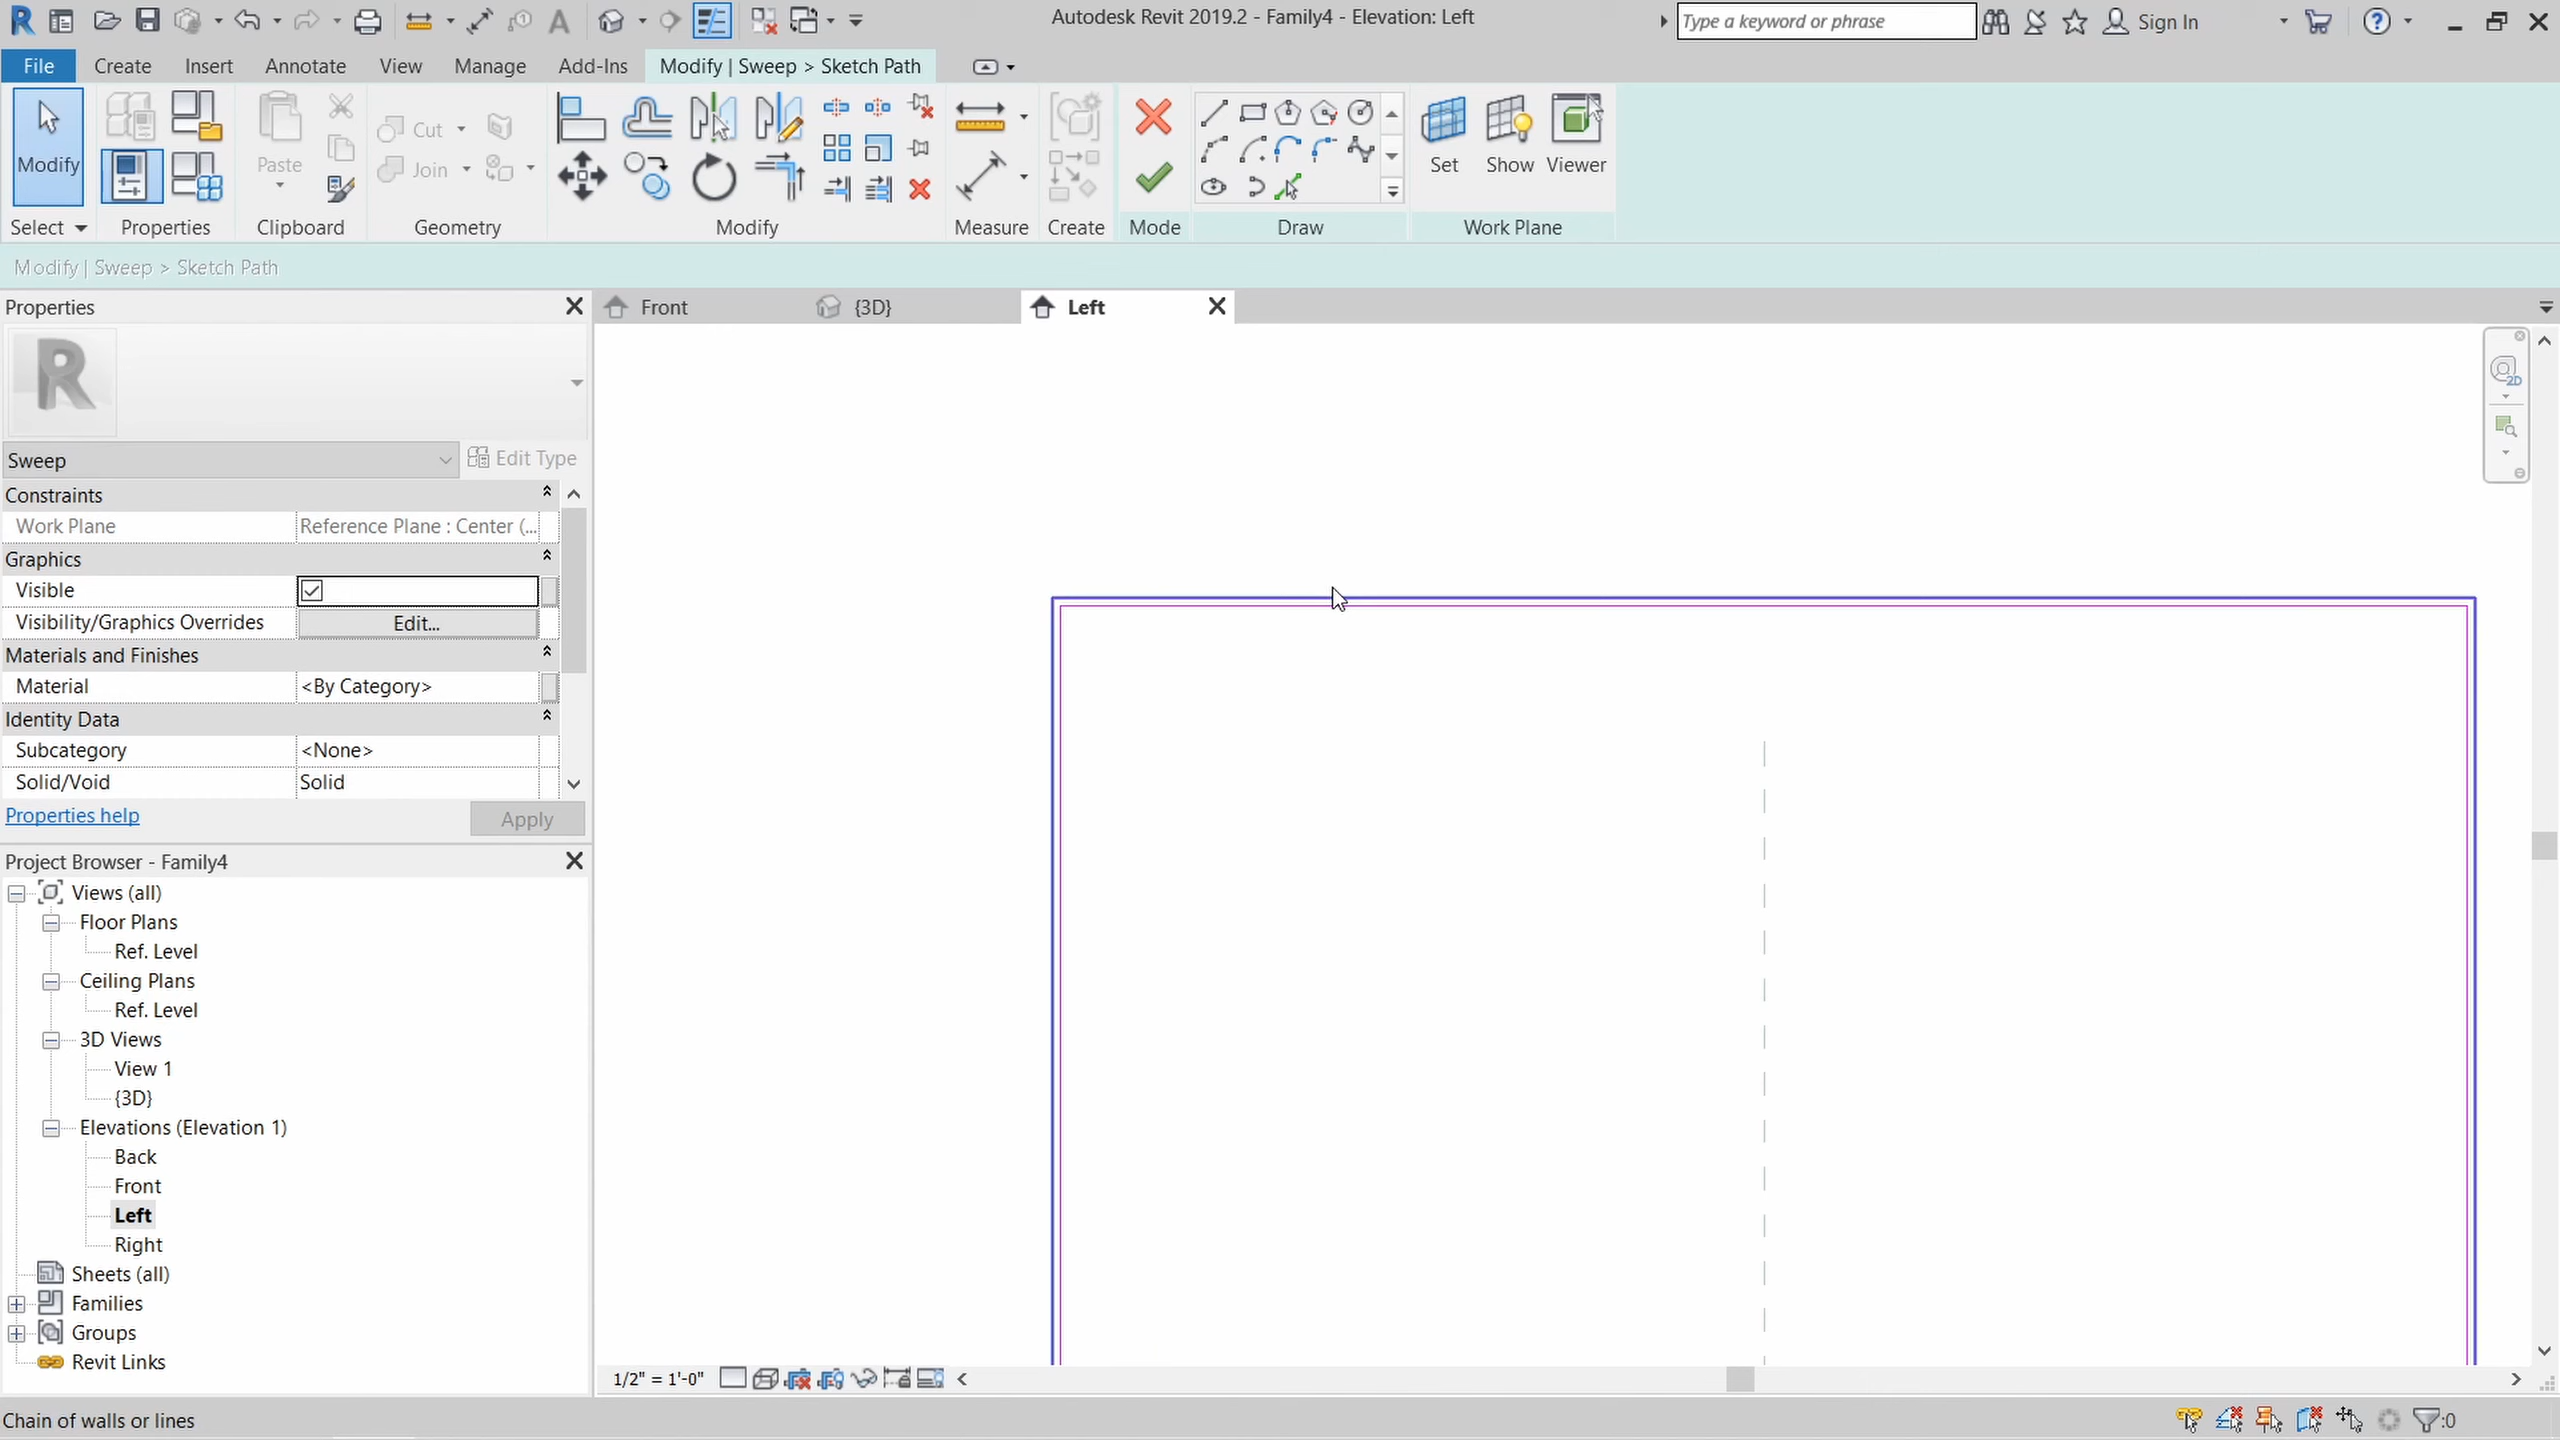 Autodesk Revit 2019.2 - Family4 - Elevation: Left
Type a keyword or phrase
Sign In
File
Create
Insert
Annotate
View
Manage
Add-Ins
Modify | Sweep > Sketch Path
Modify
Paste
Cut
Join
Set
Show
Viewer
Select
Properties
Clipboard
Geometry
Modify
Measure
Create
Mode
Draw
Work Plane
Modify | Sweep > Sketch Path
Properties
Front
{3D}
Left
R
Sweep
Edit Type
Constraints
Work Plane
Reference Plane : Center (...
Graphics
Visible
Visibility/Graphics Overrides
Edit...
Materials and Finishes
Material
<By Category>
Identity Data
Subcategory
<None>
Solid/Void
Solid
Properties help
Apply
Project Browser - Family4
Views (all)
Floor Plans
Ref. Level
Ceiling Plans
Ref. Level
3D Views
View 1
{3D}
Elevations (Elevation 1)
Back
Front
Left
Right
Sheets (all)
Families
Groups
Revit Links
2D
1/2" = 1'-0"
Chain of walls or lines
:0